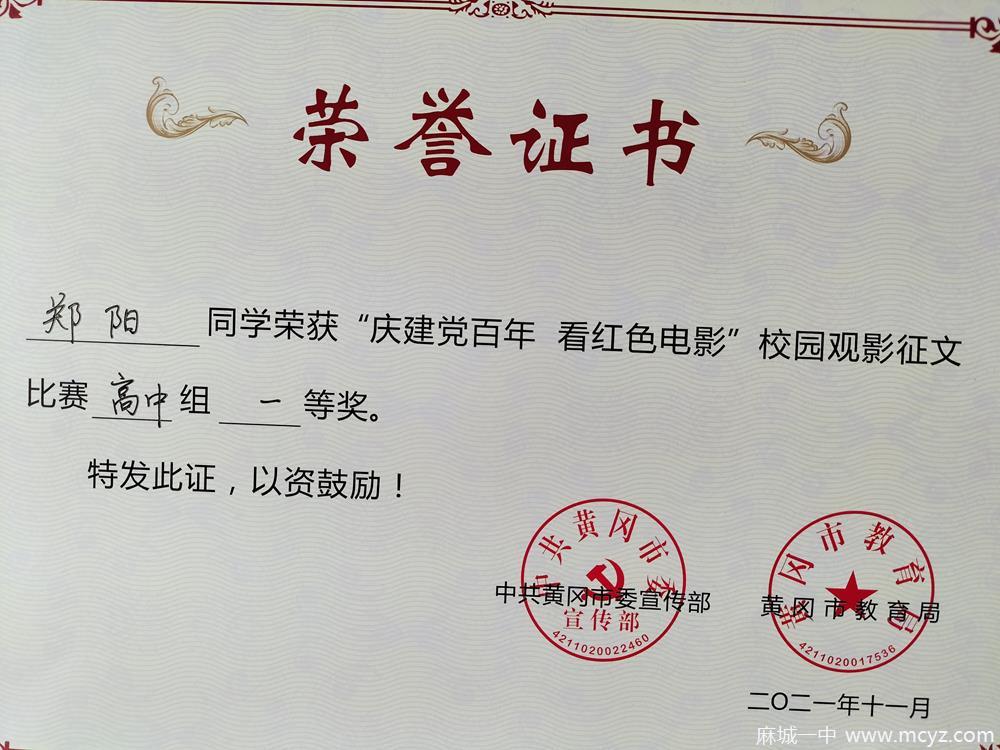 荣誉证书
郑阳 同学荣获“庆建党百年 看红色电影”校园观影征文
比赛 高中 组 一 等奖。
特发此证，以资鼓励！
中共黄冈市委
宣传部
4211020022460
中共黄冈市委宣传部
黄冈市教育局
4211020017536
黄冈市教育局
二〇二一年十一月
麻城一中 www.mcyz.com